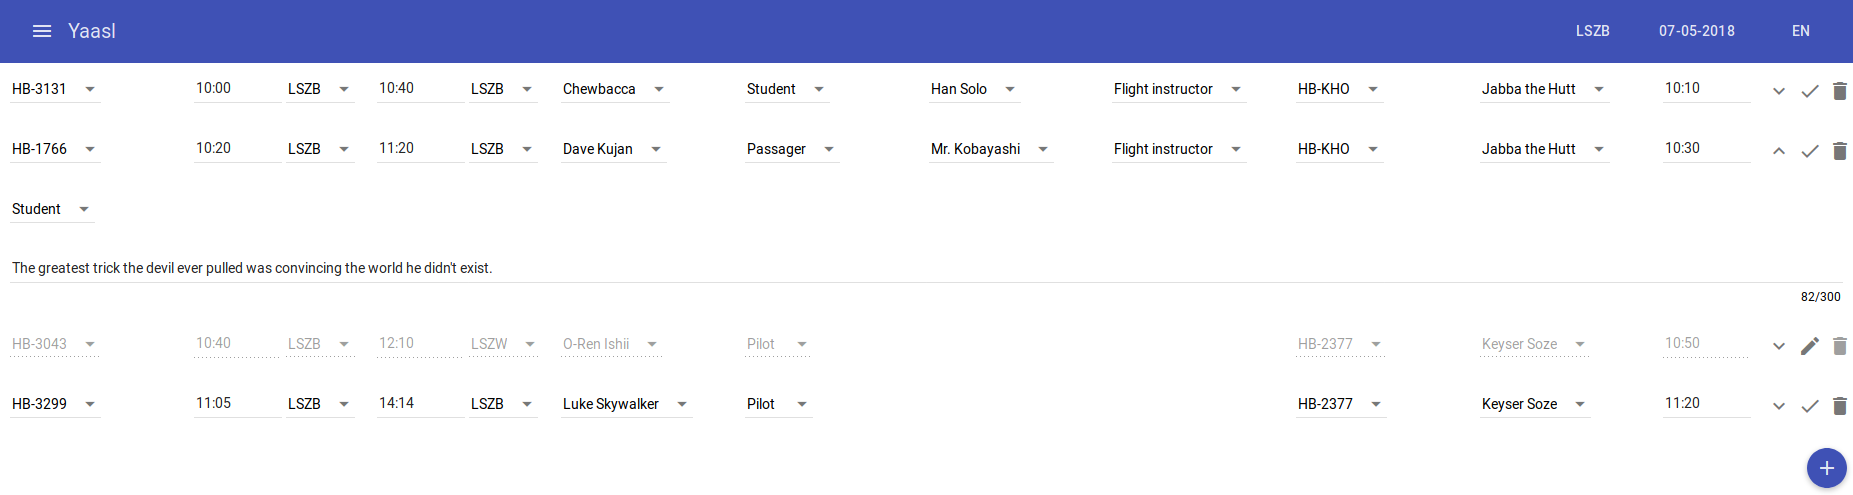 Yaasl LSZB 07-05-2018 EN
HB-3131 10:00 LSZB 10:40 LSZB Chewbacca Student Han Solo Flight instructor HB-KHO Jabba the Hutt 10:10
HB-1766 10:20 LSZB 11:20 LSZB Dave Kujan Passager Mr. Kobayashi Flight instructor HB-KHO Jabba the Hutt 10:30
Student
The greatest trick the devil ever pulled was convincing the world he didn't exist.
82/300
HB-3043 10:40 LSZB 12:10 LSZW O-Ren Ishii Pilot HB-2377 Keyser Soze 10:50
HB-3299 11:05 LSZB 14:14 LSZB Luke Skywalker Pilot HB-2377 Keyser Soze 11:20